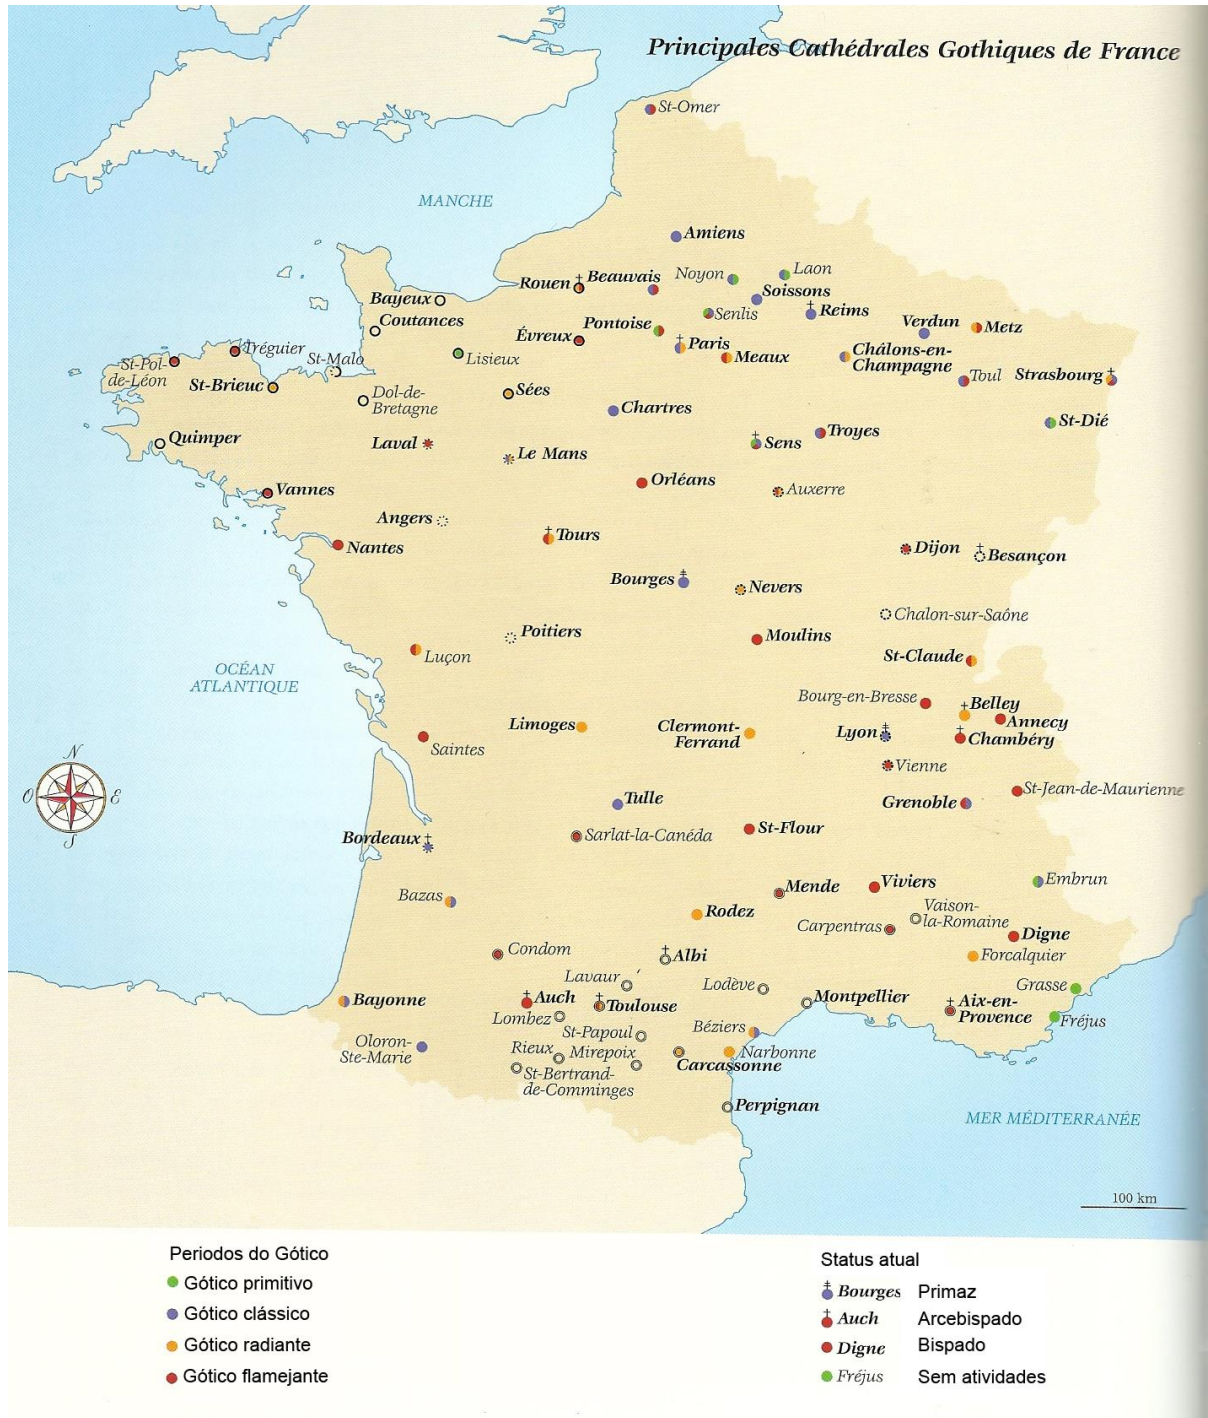 Principales Cathédrales Gothiques de France
St-Omer
MANCHE
Amiens
Noyon
Laon
Rouen
Beauvais
Soissons
Bayeux
Senlis
Reims
Coutances
Évreux
Pontoise
Verdun
Metz
Paris
Tréguier
St-Malo
Lisieux
Meaux
Châlons-en-
Champagne
St-Pol-
de-Léon
Toul
Strasbourg
St-Brieuc
Dol-de-
Bretagne
Sées
Chartres
St-Dié
Quimper
Laval
Sens
Troyes
Le Mans
Vannes
Orléans
Auxerre
Angers
Nantes
Tours
Dijon
Besançon
Bourges
Nevers
Chalon-sur-Saône
Poitiers
Moulins
Luçon
St-Claude
OCÉAN
ATLANTIQUE
Bourg-en-Bresse
Belley
Annecy
Limoges
Clermont-
Ferrand
Lyon
Chambéry
Saintes
Vienne
N
O
E
S
Tulle
Grenoble
St-Jean-de-Maurienne
Bordeaux
Sarlat-la-Canéda
St-Flour
Bazas
Mende
Viviers
Embrun
Rodez
Carpentras
Vaison-
la-Romaine
Digne
Condom
Albi
Forcalquier
Lavaur
Lodève
Grasse
Bayonne
Auch
Toulouse
Montpellier
Aix-en-
Provence
Lombez
Fréjus
St-Papoul
Béziers
Oloron-
Ste-Marie
Rieux
Mirepoix
Narbonne
Carcassonne
St-Bertrand-
de-Comminges
Perpignan
MER MÉDITERRANÉE
100 km
Periodos do Gótico
Gótico primitivo
Gótico clássico
Gótico radiante
Gótico flamejante
Status atual
Bourges Primaz
Auch Arcebispado
Digne Bispado
Fréjus Sem atividades